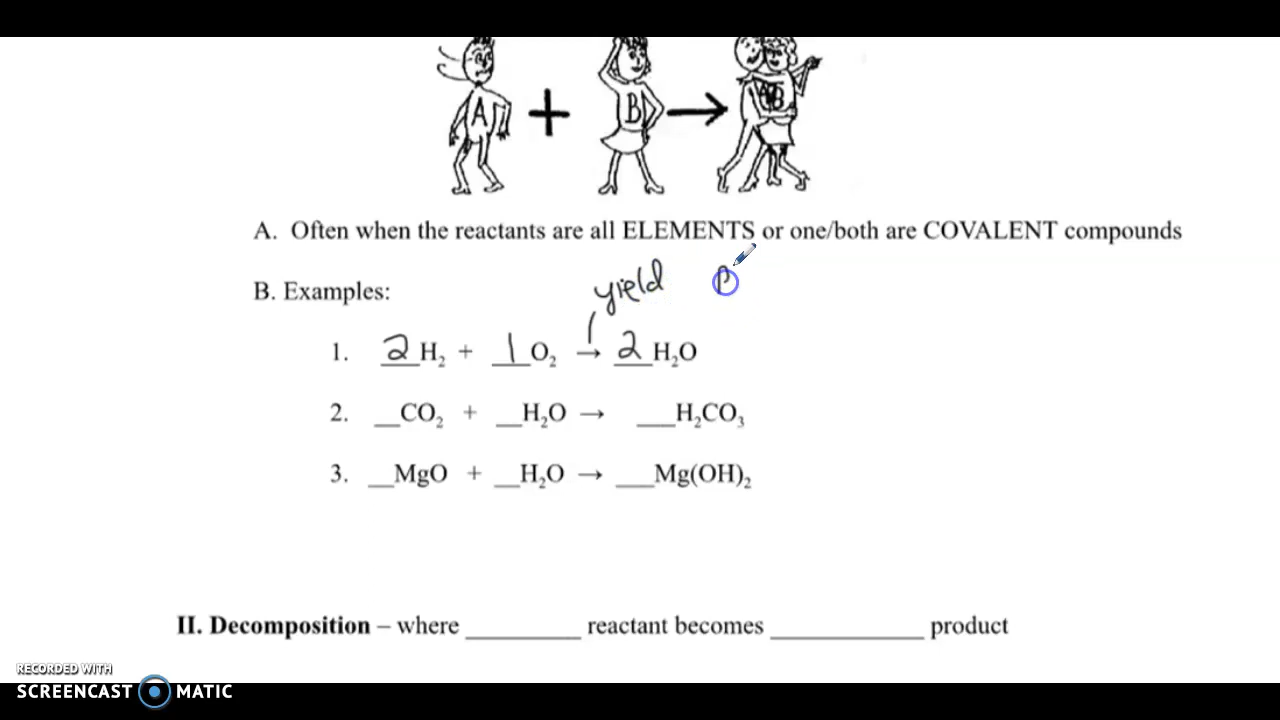 A + B → AB
A. Often when the reactants are all ELEMENTS or one/both are COVALENT compounds
yield
B. Examples:
1. 2 H₂ + 1 O₂ → 2 H₂O
2. __CO₂ + __H₂O → ___H₂CO₃
3. __MgO + __H₂O → ___Mg(OH)₂
II. Decomposition – where _________ reactant becomes ____________ product
RECORDED WITH
SCREENCAST MATIC